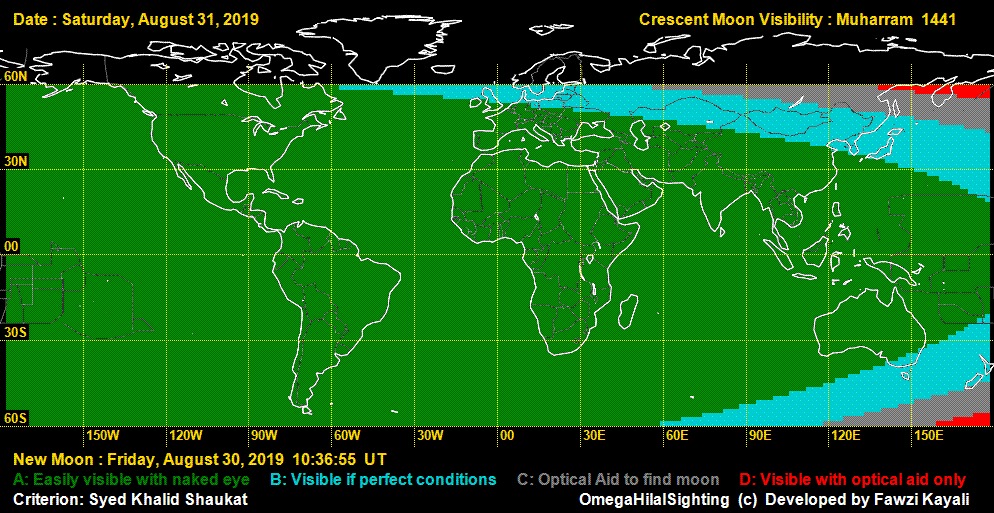 Date : Saturday, August 31, 2019
Crescent Moon Visibility : Muharram 1441
60N
30N
00
30S
60S
150W 120W 90W 60W 30W 00 30E 60E 90E 120E 150E
New Moon : Friday, August 30, 2019 10:36:55 UT
A: Easily visible with naked eye B: Visible if perfect conditions C: Optical Aid to find moon D: Visible with optical aid only
Criterion: Syed Khalid Shaukat OmegaHilalSighting (c) Developed by Fawzi Kayali